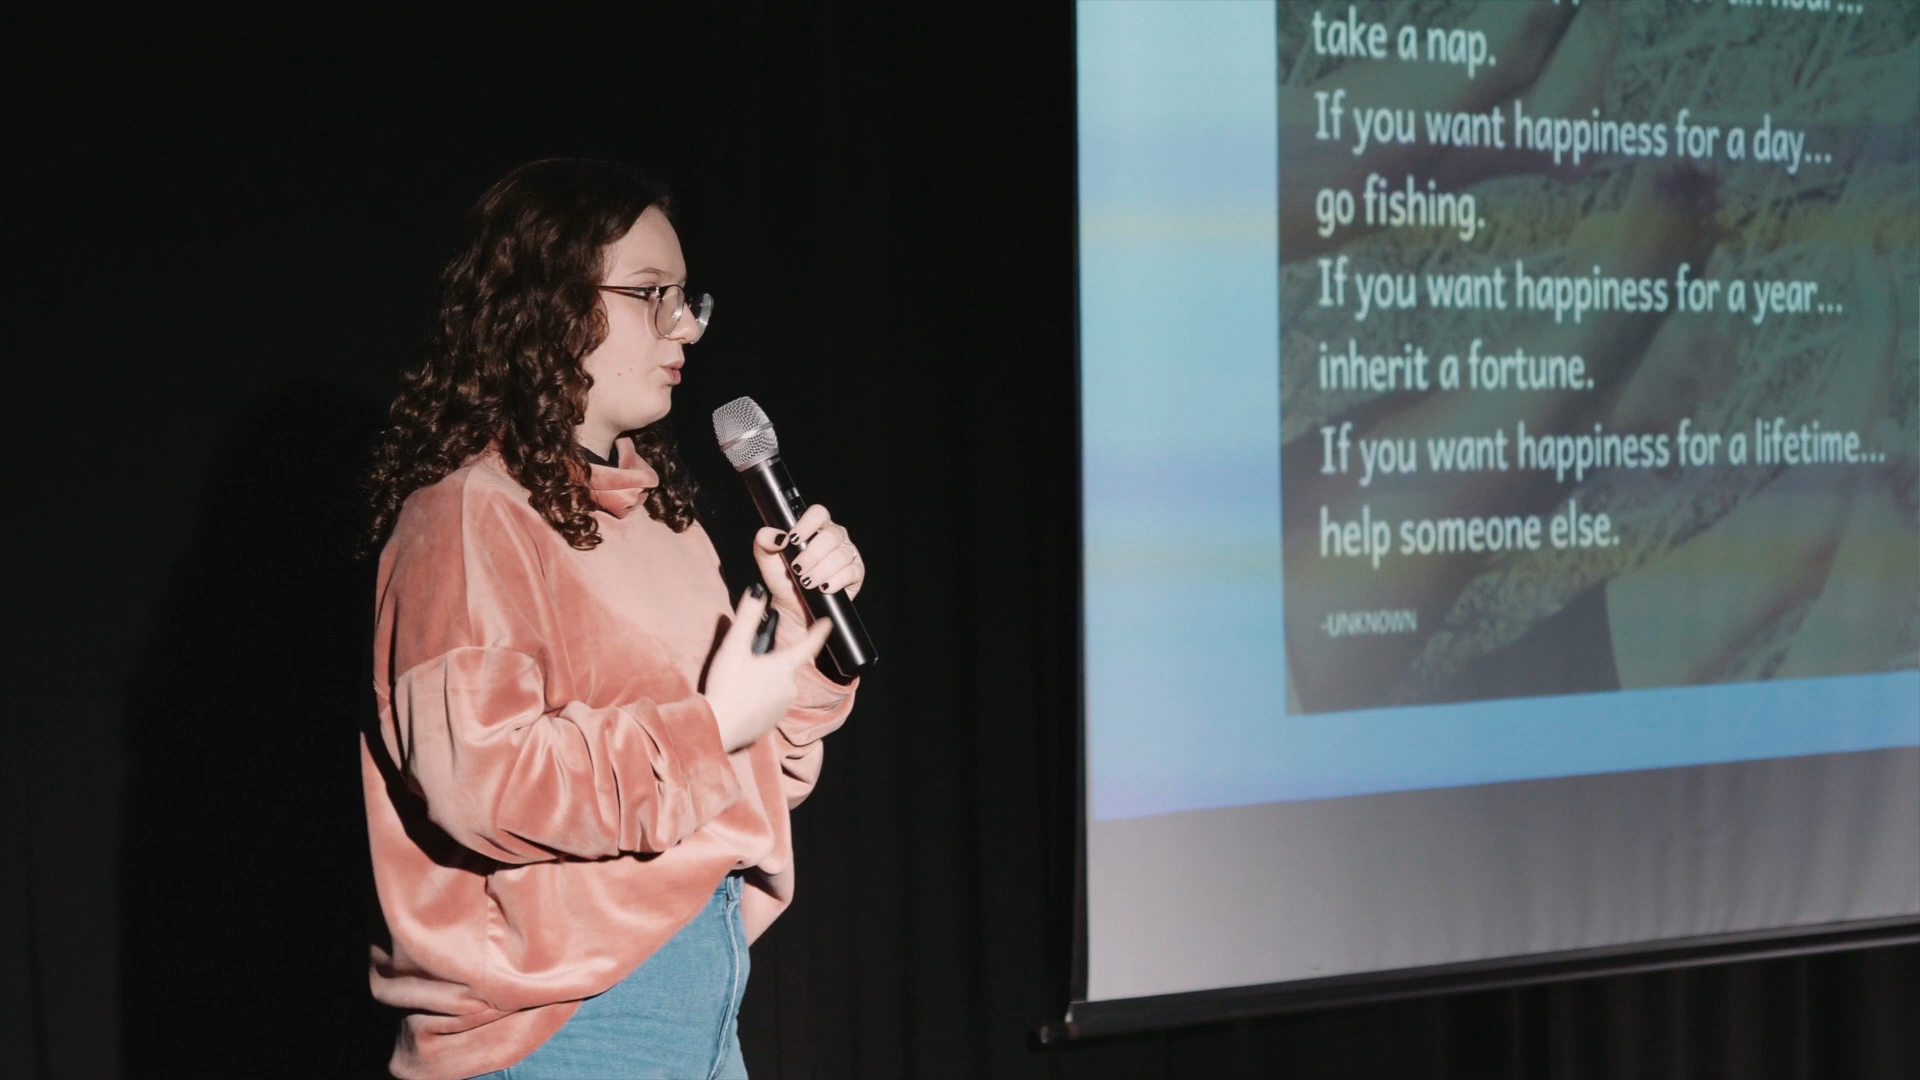 hour...
take a nap.
If you want happiness for a day...
go fishing.
If you want happiness for a year...
inherit a fortune.
If you want happiness for a lifetime...
help someone else.
-UNKNOWN